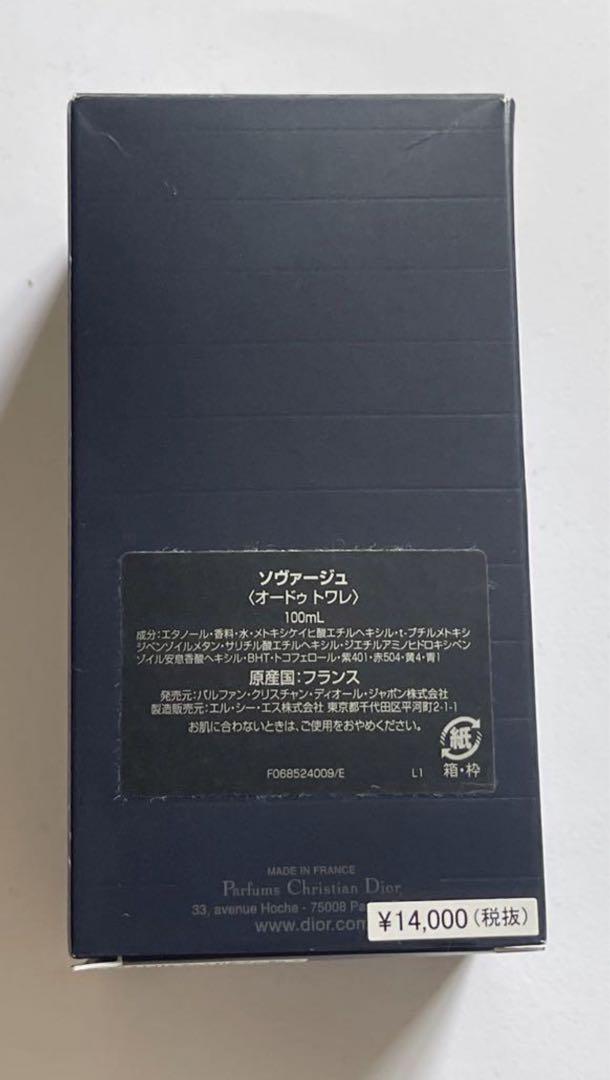 ソヴァージュ
〈オードゥ トワレ〉
100mL
成分:エタノール・香料・水・メトキシケイヒ酸エチルヘキシル・t-ブチルメトキシ
ジベンゾイルメタン・サリチル酸エチルヘキシル・ジエチルアミノヒドロキシベン
ゾイル安息香酸ヘキシル・BHT・トコフェロール・紫401・赤504・黄4・青1
原産国:フランス
発売元:パルファン・クリスチャン・ディオール・ジャポン株式会社
製造販売元:エル・シー・エス株式会社 東京都千代田区平河町2-1-1
お肌に合わないときは、ご使用をおやめください。
紙
箱・枠
F068524009/E L1
MADE IN FRANCE
Parfums Christian Dior
33, avenue Hoche - 75008
www.dior.com
¥14,000(税抜)